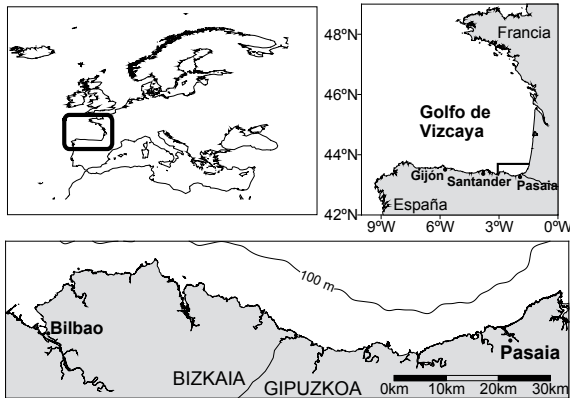 48ºN
Francia
46ºN
Golfo de
Vizcaya
44ºN
Gijón
Santander
Pasaia
España
42ºN
9ºW
6ºW
3ºW
0ºW
100 m
Bilbao
Pasaia
BIZKAIA
GIPUZKOA
0km
10km
20km
30km